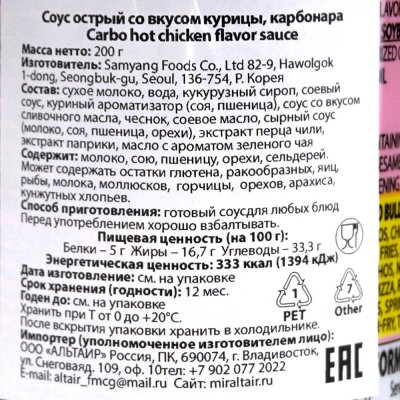 Соус острый со вкусом курицы, карбонара
Carbo hot chicken flavor sauce
Масса нетто: 200 г
Изготовитель: Samyang Foods Co., Ltd 82-9, Hawolgok
1-dong, Seongbuk-gu, Seoul, 136-754, Р. Корея
Состав: сухое молоко, вода, кукурузный сироп, соевый
соус, куриный ароматизатор (соя, пшеница), соус со вкусом
сливочного масла, чеснок, соевое масло, сырный соус
(молоко, соя, пшеница, орехи), экстракт перца чили,
экстракт паприки, масло с ароматом зеленого чая
Содержит: молоко, сою, пшеницу, орехи, сельдерей.
Может содержать остатки глютена, ракообразных, яиц,
рыбы, молока, моллюсков, горчицы, орехов, арахиса,
кунжутных хлопьев.
Способ приготовления: готовый соусдля любых блюд
Перед употреблением хорошо взбалтывать.
Пищевая ценность (на 100 г):
Белки – 5 г Жиры – 16,7 г Углеводы – 33,3 г
Энергетическая ценность: 333 ккал (1394 кДж)
Дата изготовления: см. на упаковке
Срок хранения (годности): 12 мес.
Годен до: см. на упаковке
Хранить при Т от 0 до +20°С.
После вскрытия упаковки хранить в холодильнике.
Импортер (уполномоченное изготовителем лицо):
ООО «АЛЬТАИР» Россия, ПК, 690074, г. Владивосток,
ул. Снеговая, 109, оф. 10тел. +7 902 077 2022
Эл. адрес: altair_fmcg@mail.ru Сайт: miraltair.ru
1
PET
7
Other
EAC